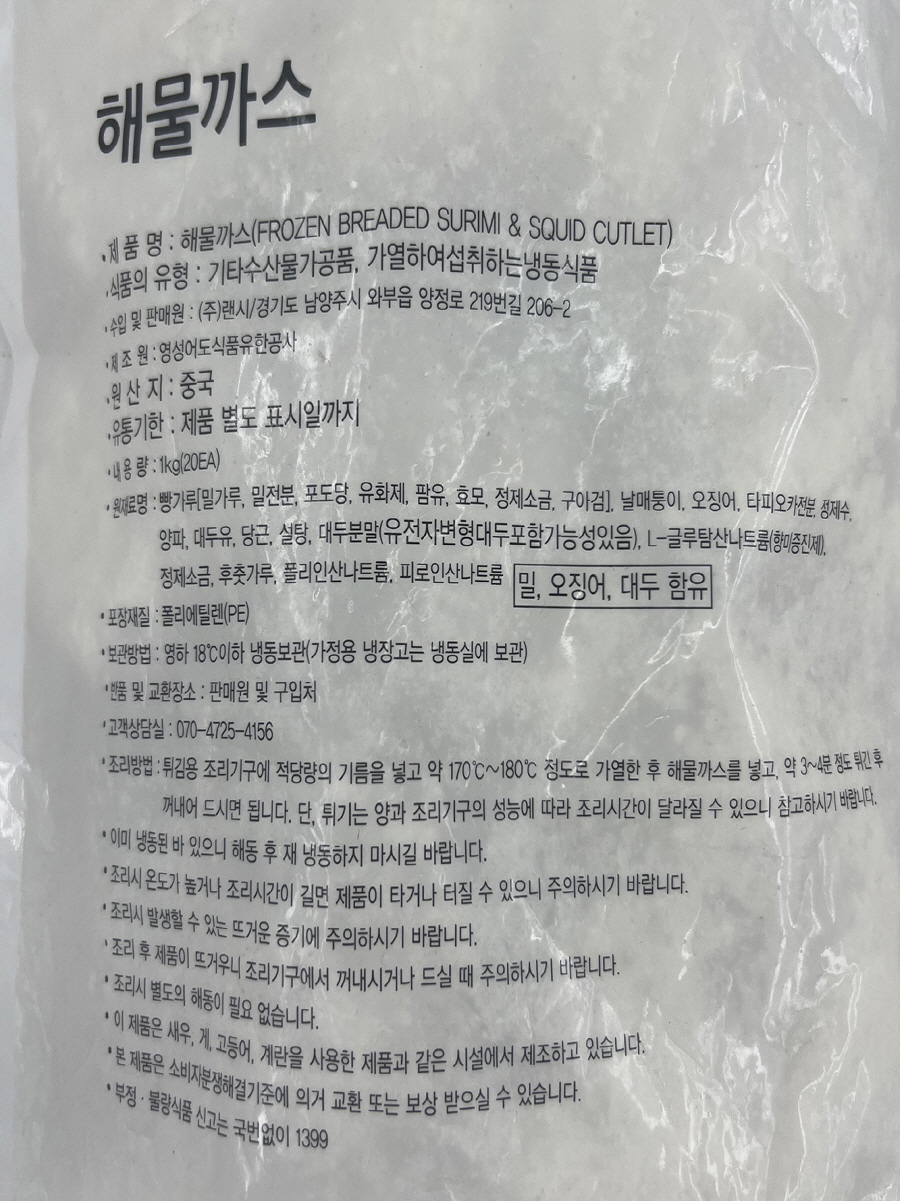 해물까스
·제 품 명 : 해물까스(FROZEN BREADED SURIMI & SQUID CUTLET)
·식품의 유형 : 기타수산물가공품, 가열하여섭취하는냉동식품
·수입 및 판매원 : (주)랜시/경기도 남양주시 와부읍 양정로 219번길 206-2
·제 조 원 : 영성어도식품유한공사
·원 산 지 : 중국
·유통기한 : 제품 별도 표시일까지
·내 용 량 : 1kg(20EA)
·원재료명 : 빵가루[밀가루, 밀전분, 포도당, 유화제, 팜유, 효모, 정제소금, 구아검], 날매퉁이, 오징어, 타피오카전분, 정제수,
양파, 대두유, 당근, 설탕, 대두분말(유전자변형대두포함가능성있음), L-글루탐산나트륨(향미증진제),
정제소금, 후춧가루, 폴리인산나트륨, 피로인산나트륨 밀, 오징어, 대두 함유
·포장재질 : 폴리에틸렌(PE)
·보관방법 : 영하 18℃이하 냉동보관(가정용 냉장고는 냉동실에 보관)
·반품 및 교환장소 : 판매원 및 구입처
·고객상담실 : 070-4725-4156
·조리방법 : 튀김용 조리기구에 적당량의 기름을 넣고 약 170℃~180℃ 정도로 가열한 후 해물까스를 넣고, 약 3~4분 정도 튀긴 후
꺼내어 드시면 됩니다. 단, 튀기는 양과 조리기구의 성능에 따라 조리시간이 달라질 수 있으니 참고하시기 바랍니다.
·이미 냉동된 바 있으니 해동 후 재 냉동하지 마시길 바랍니다.
·조리시 온도가 높거나 조리시간이 길면 제품이 타거나 터질 수 있으니 주의하시기 바랍니다.
·조리시 발생할 수 있는 뜨거운 증기에 주의하시기 바랍니다.
·조리 후 제품이 뜨거우니 조리기구에서 꺼내시거나 드실 때 주의하시기 바랍니다.
·조리시 별도의 해동이 필요 없습니다.
·이 제품은 새우, 게, 고등어, 계란을 사용한 제품과 같은 시설에서 제조하고 있습니다.
·본 제품은 소비자분쟁해결기준에 의거 교환 또는 보상 받으실 수 있습니다.
·부정·불량식품 신고는 국번없이 1399